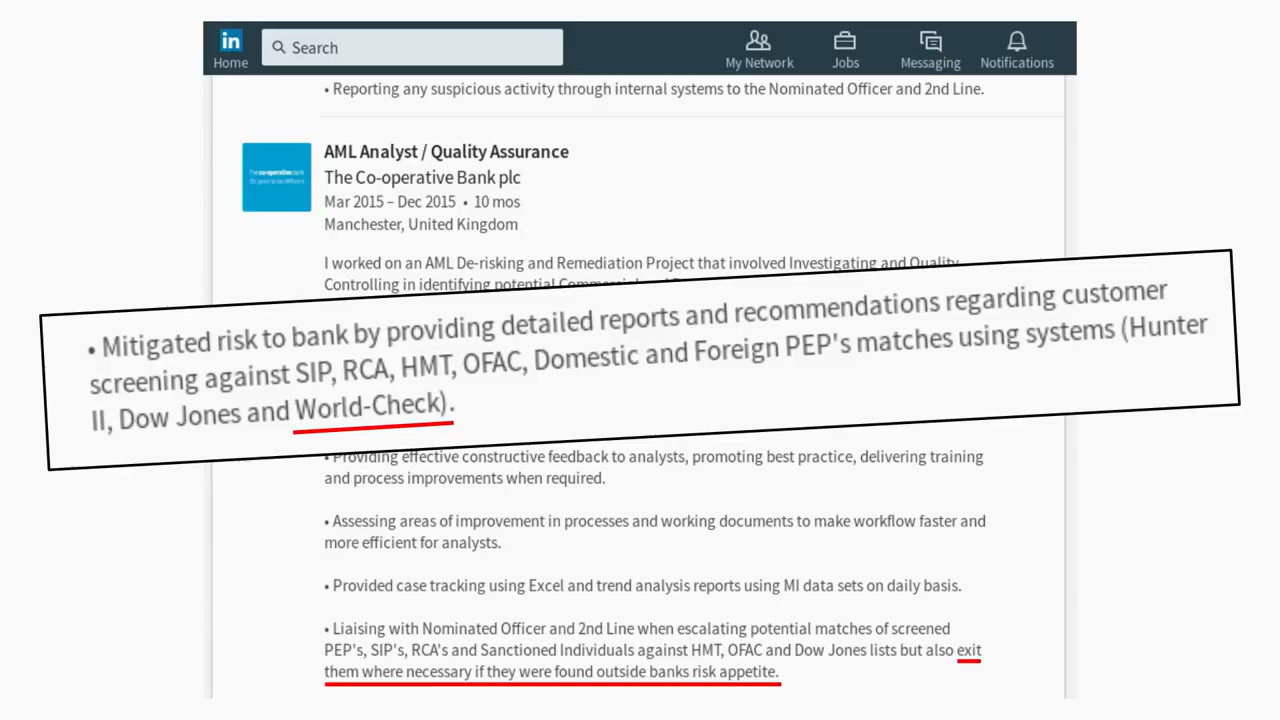 in
Search
Home
My Network
Jobs
Messaging
Notifications
• Reporting any suspicious activity through internal systems to the Nominated Officer and 2nd Line.
The co-operative bank
AML Analyst / Quality Assurance
The Co-operative Bank plc
Mar 2015 – Dec 2015 • 10 mos
Manchester, United Kingdom
I worked on an AML De-risking and Remediation Project that involved Investigating and Quality
Controlling in identifying potential
• Mitigated risk to bank by providing detailed reports and recommendations regarding customer
screening against SIP, RCA, HMT, OFAC, Domestic and Foreign PEP's matches using systems (Hunter
II, Dow Jones and World-Check).
• Providing effective constructive feedback to analysts, promoting best practice, delivering training
and process improvements when required.
• Assessing areas of improvement in processes and working documents to make workflow faster and
more efficient for analysts.
• Provided case tracking using Excel and trend analysis reports using MI data sets on daily basis.
• Liaising with Nominated Officer and 2nd Line when escalating potential matches of screened
PEP's, SIP's, RCA's and Sanctioned Individuals against HMT, OFAC and Dow Jones lists but also exit
them where necessary if they were found outside banks risk appetite.